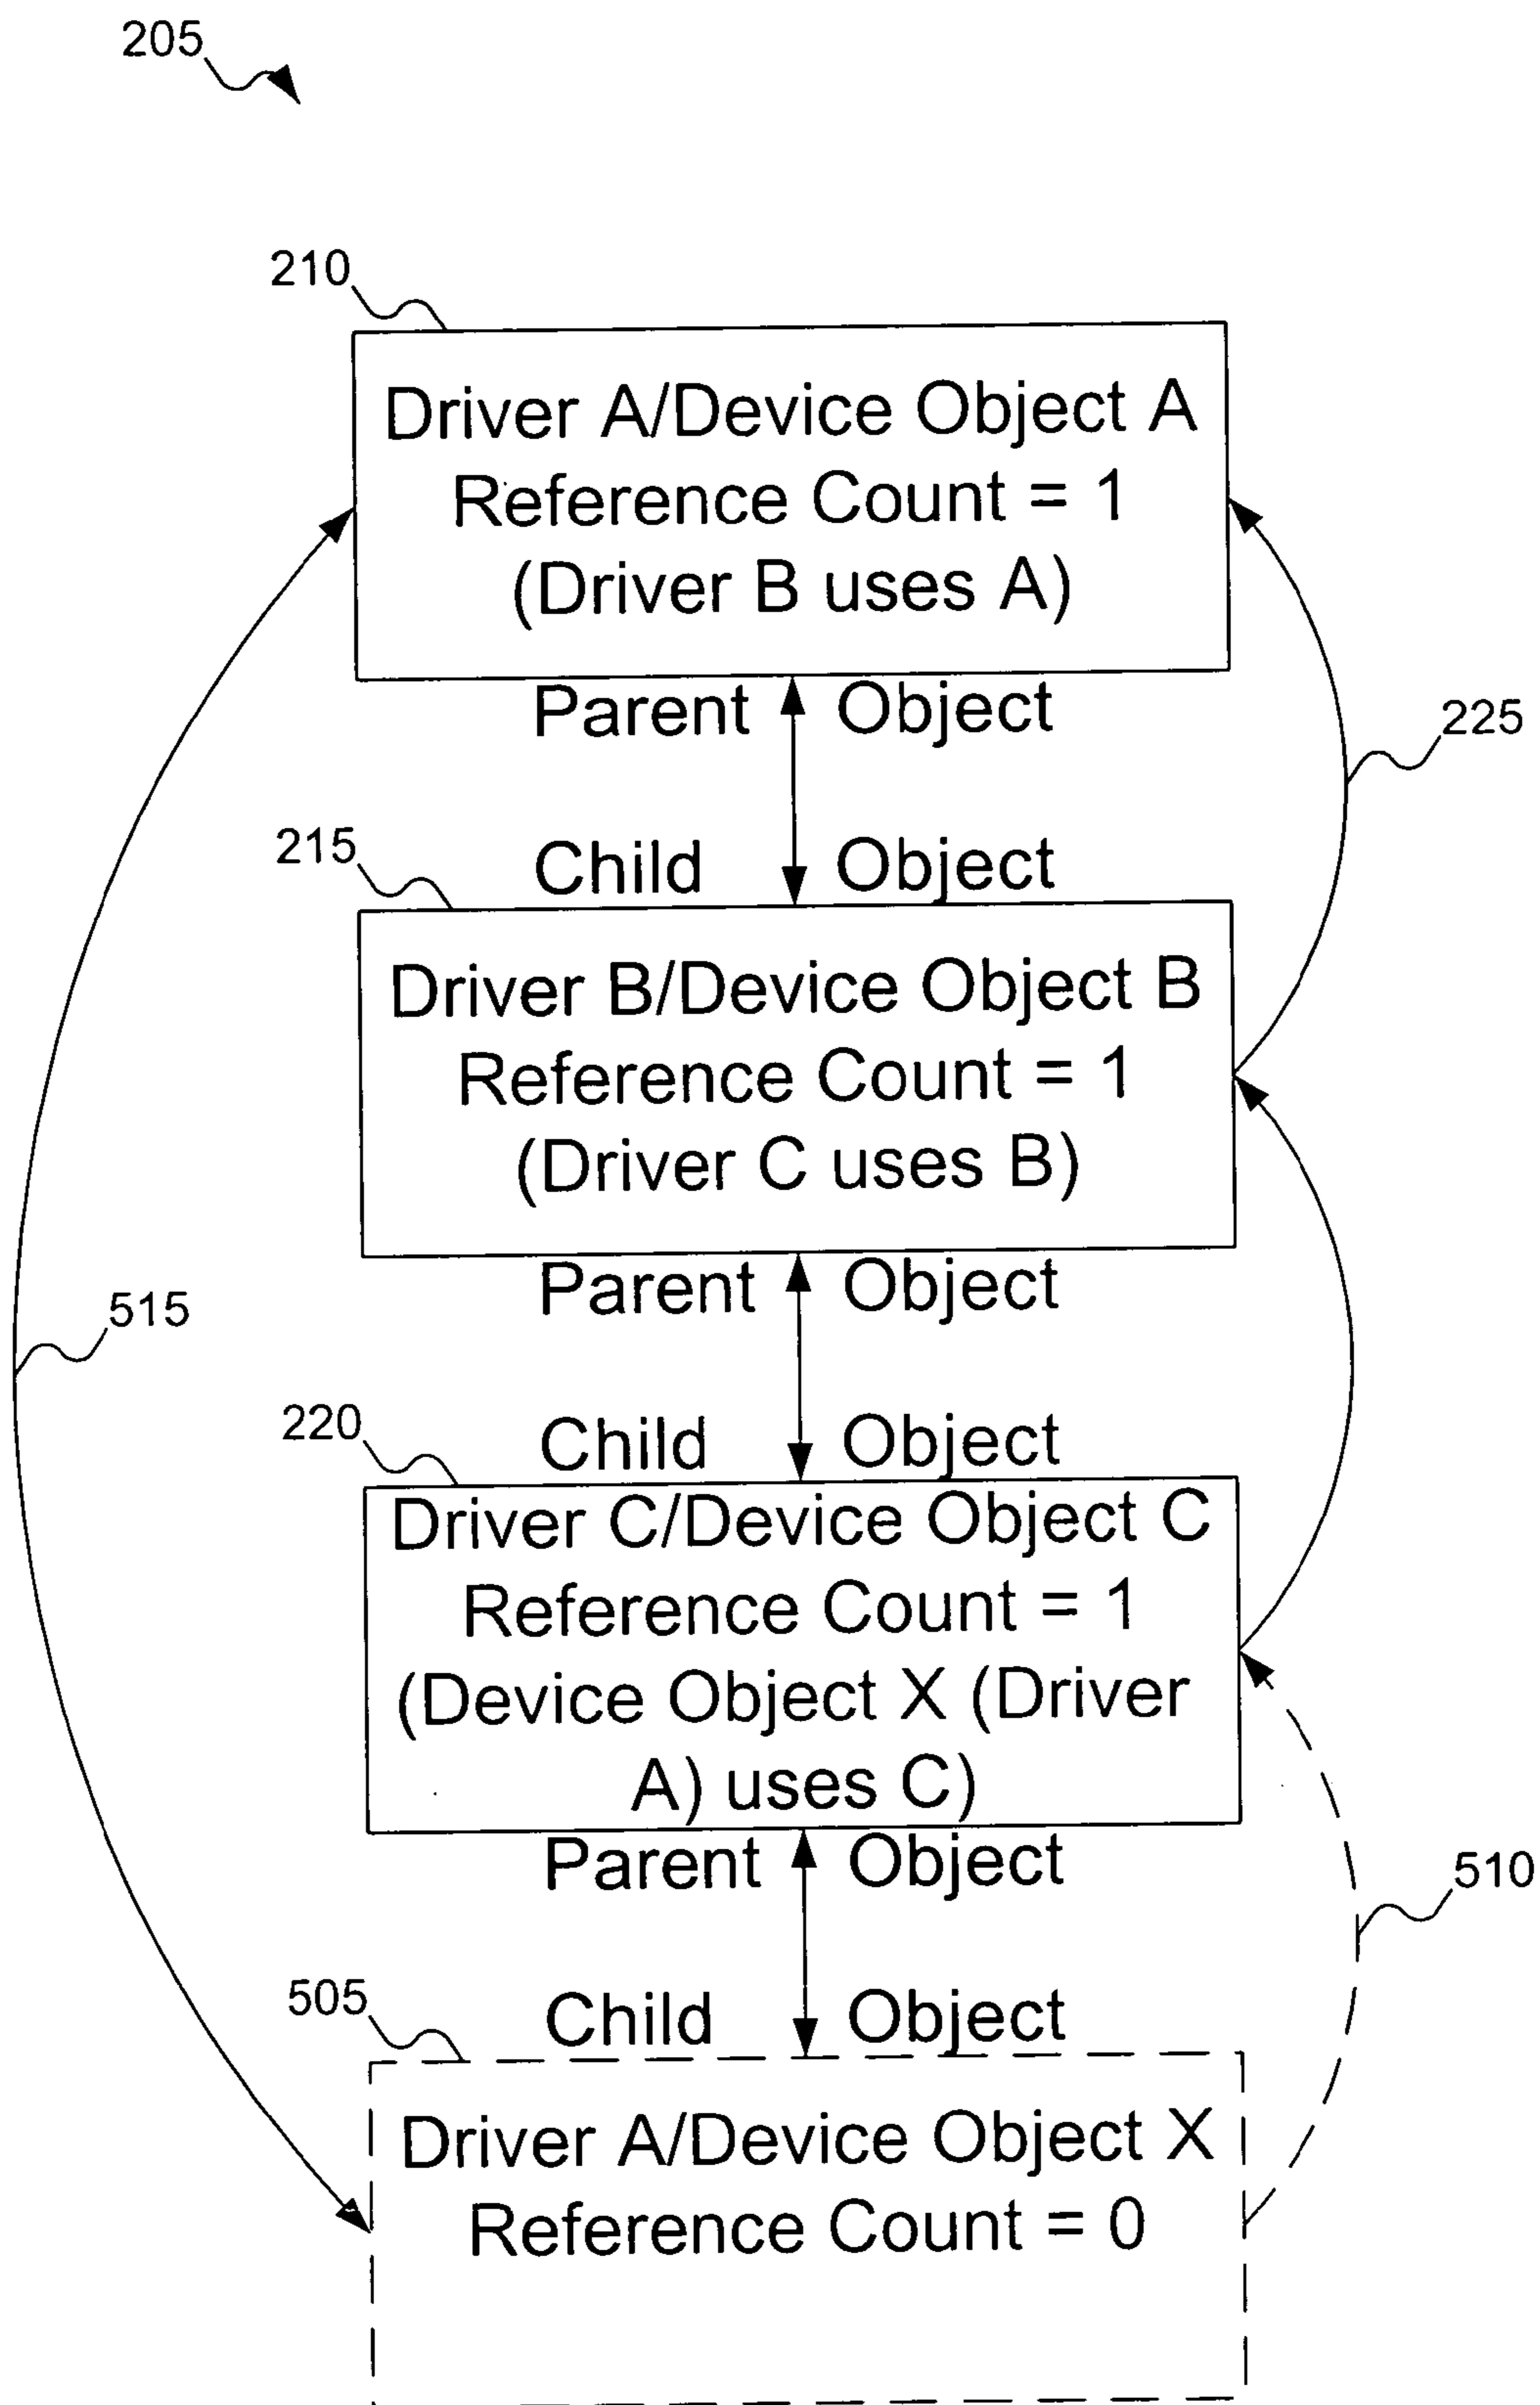 205
210
Driver A/Device Object A
Reference Count = 1
(Driver B uses A)
Parent Object
225
215
Child Object
Driver B/Device Object B
Reference Count = 1
(Driver C uses B)
Parent Object
515
220
Child Object
Driver C/Device Object C
Reference Count = 1
(Device Object X (Driver
A) uses C)
Parent Object
510
505
Child Object
Driver A/Device Object X
Reference Count = 0